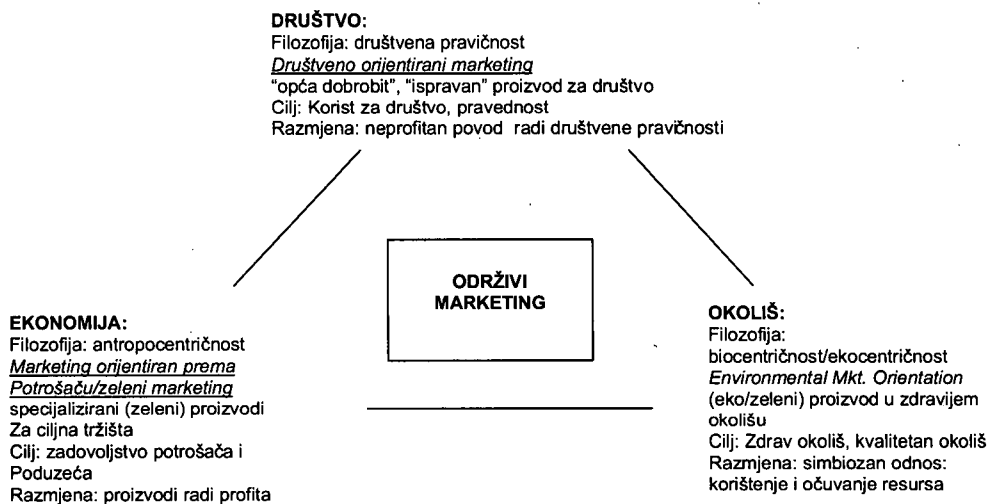 DRUŠTVO:
Filozofija: društvena pravičnost
Društveno orijentirani marketing
“opća dobrobit”, “ispravan” proizvod za društvo
Cilj: Korist za društvo, pravednost
Razmjena: neprofitan povod radi društvene pravičnosti
ODRŽIVI
MARKETING
EKONOMIJA:
Filozofija: antropocentričnost
Marketing orijentiran prema
Potrošaču/zeleni marketing
specijalizirani (zeleni) proizvodi
Za ciljna tržišta
Cilj: zadovoljstvo potrošača i
Poduzeća
Razmjena: proizvodi radi profita
OKOLIŠ:
Filozofija:
biocentričnost/ekocentričnost
Environmental Mkt. Orientation
(eko/zeleni) proizvod u zdravijem
okolišu
Cilj: Zdrav okoliš, kvalitetan okoliš
Razmjena: simbiozan odnos:
korištenje i očuvanje resursa